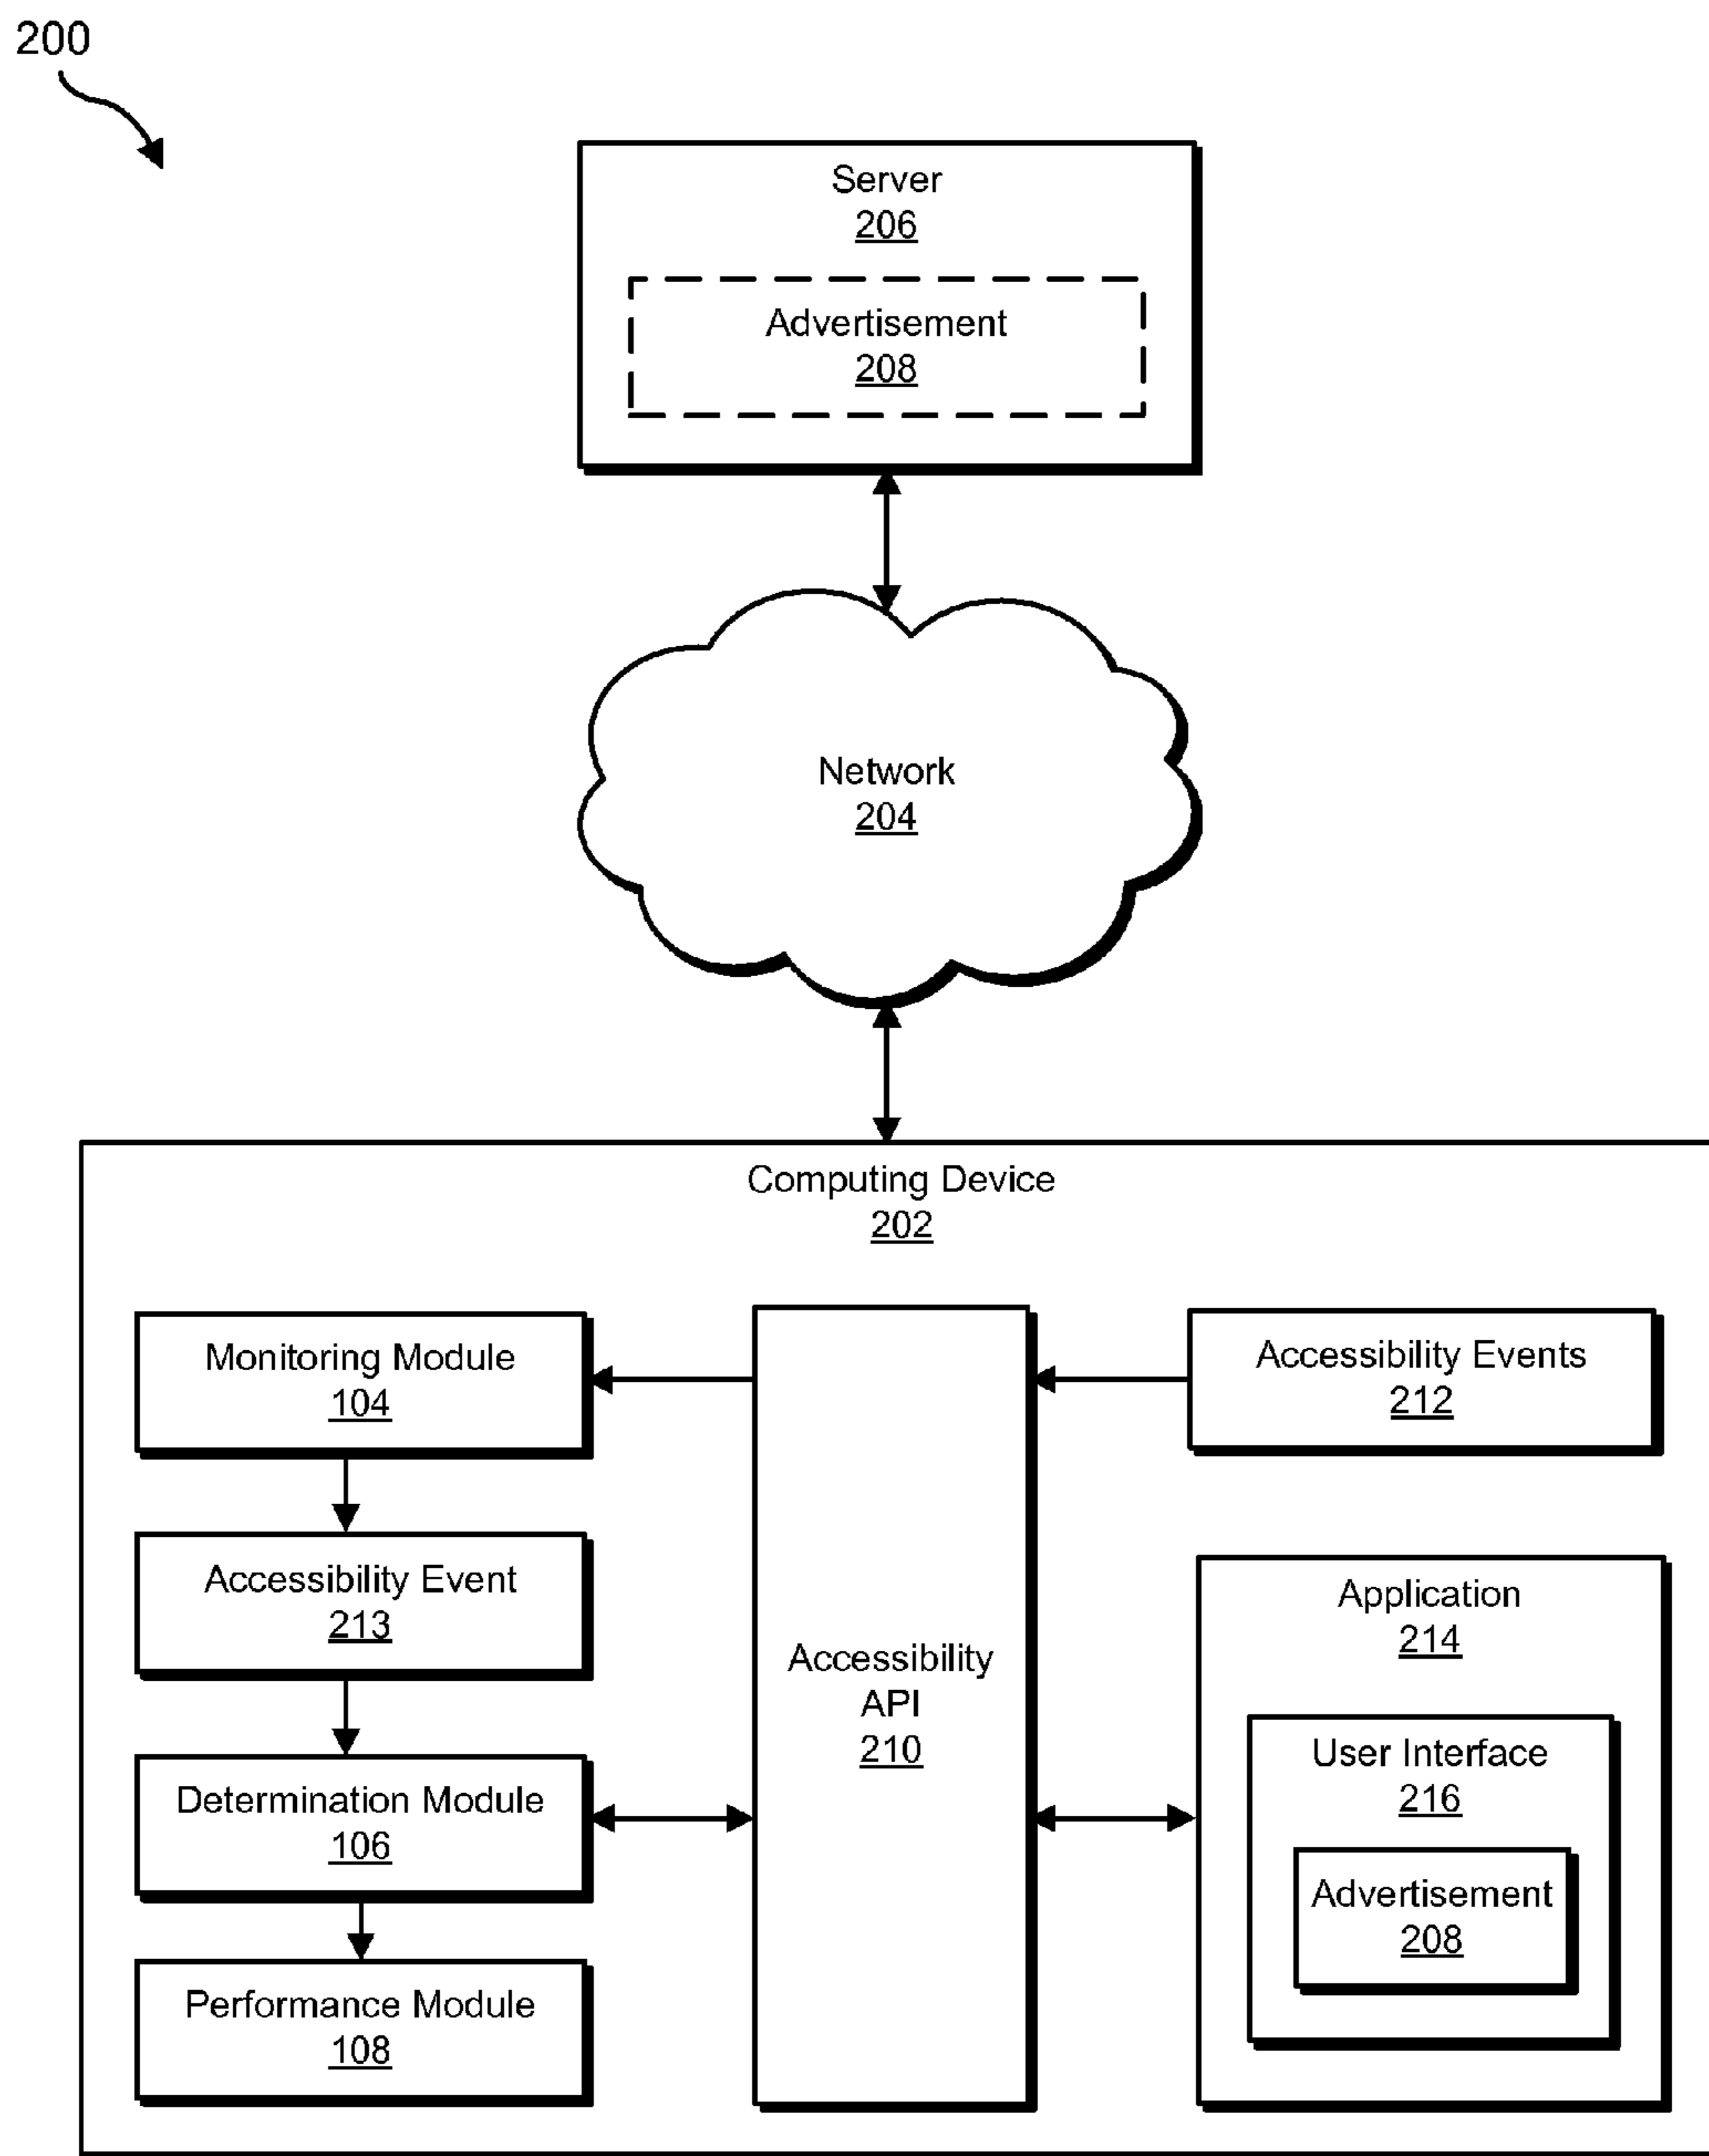 200
Server
206
Advertisement
208
Network
204
Computing Device
202
Monitoring Module
104
Accessibility Event
213
Determination Module
106
Performance Module
108
Accessibility
API
210
Accessibility Events
212
Application
214
User Interface
216
Advertisement
208